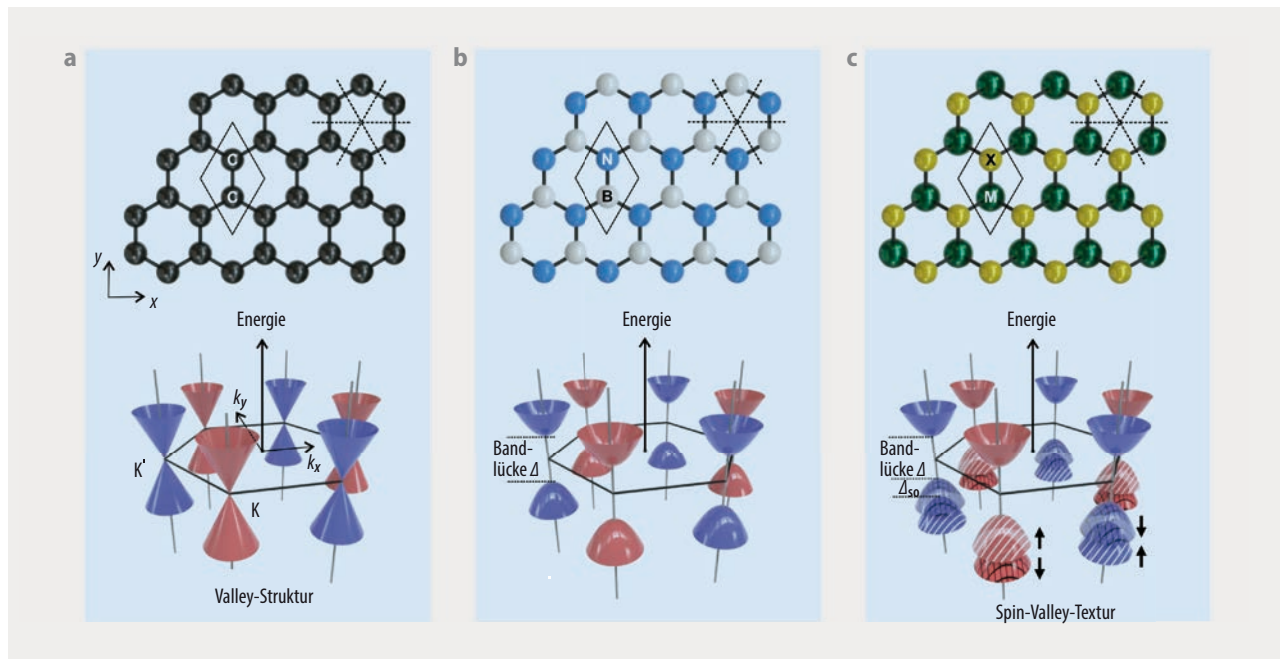 a
C
C
y
x
Energie
k_y
k_x
K'
K
Valley-Struktur
b
N
B
Energie
Band-
lücke Δ
c
X
M
Energie
Band-
lücke Δ
Δ_so
Spin-Valley-Textur